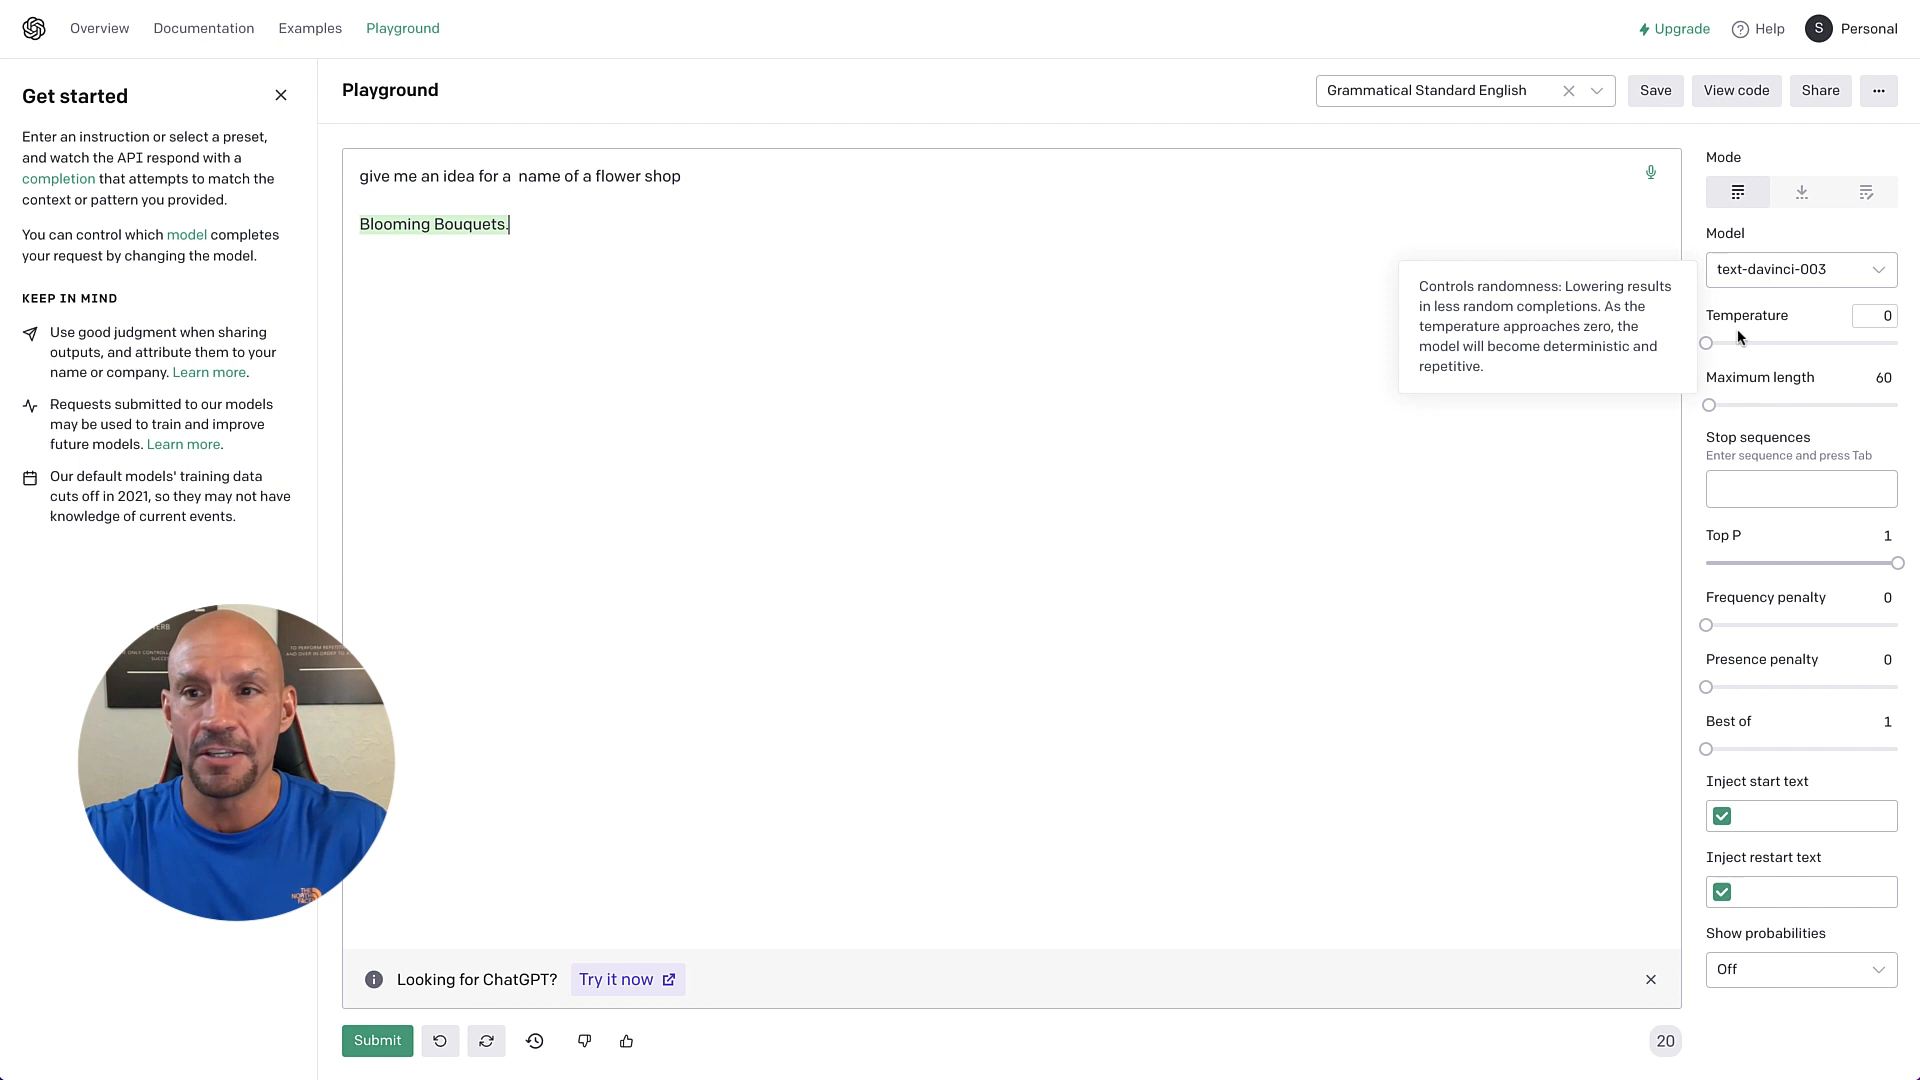 Overview Documentation Examples Playground
Upgrade Help S Personal
Get started
Enter an instruction or select a preset,
and watch the API respond with a
completion that attempts to match the
context or pattern you provided.
You can control which model completes
your request by changing the model.
KEEP IN MIND
Use good judgment when sharing
outputs, and attribute them to your
name or company. Learn more.
Requests submitted to our models
may be used to train and improve
future models. Learn more.
Our default models' training data
cuts off in 2021, so they may not have
knowledge of current events.
Playground
Grammatical Standard English
Save View code Share ...
give me an idea for a  name of a flower shop
Blooming Bouquets.
Controls randomness: Lowering results
in less random completions. As the
temperature approaches zero, the
model will become deterministic and
repetitive.
Mode
Model
text-davinci-003
Temperature 0
Maximum length 60
Stop sequences
Enter sequence and press Tab
Top P 1
Frequency penalty 0
Presence penalty 0
Best of 1
Inject start text
Inject restart text
Show probabilities
Off
Looking for ChatGPT? Try it now
Submit
20
THE
NORTH
FACE